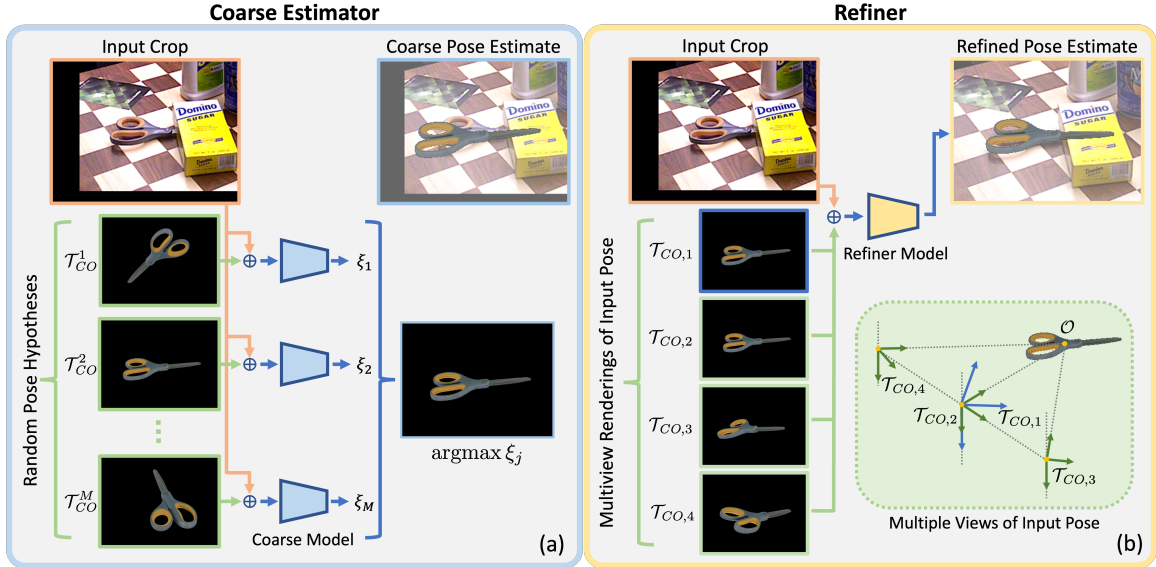 Coarse Estimator
Input Crop
Coarse Pose Estimate
Domino
SUGAR
Domino
Random Pose Hypotheses
𝒯¹_CO
ξ₁
𝒯²_CO
ξ₂
argmax ξⱼ
𝒯ᴹ_CO
ξ_M
Coarse Model
(a)
Refiner
Input Crop
Refined Pose Estimate
Domino
SUGAR
Domino
Domino
SUGAR
Multiview Renderings of Input Pose
𝒯_CO,1
Refiner Model
𝒯_CO,2
𝒯_CO,3
𝒯_CO,4
𝒪
𝒯_CO,4
𝒯_CO,2
𝒯_CO,1
𝒯_CO,3
Multiple Views of Input Pose
(b)